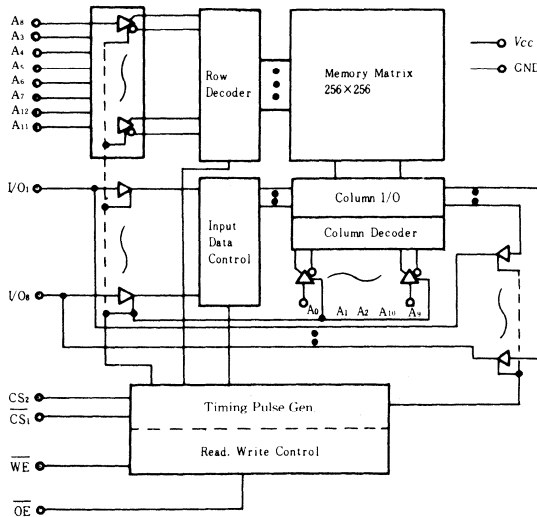 A8
A3
A4
A5
A6
A7
A12
A11
Row
Decoder
Memory Matrix
256×256
Vcc
GND
I/O1
Input
Data
Control
Column I/O
Column Decoder
I/O8
A0 A1 A2 A10 A9
CS2
CS1
Timing Pulse Gen.
Read, Write Control
WE
OE